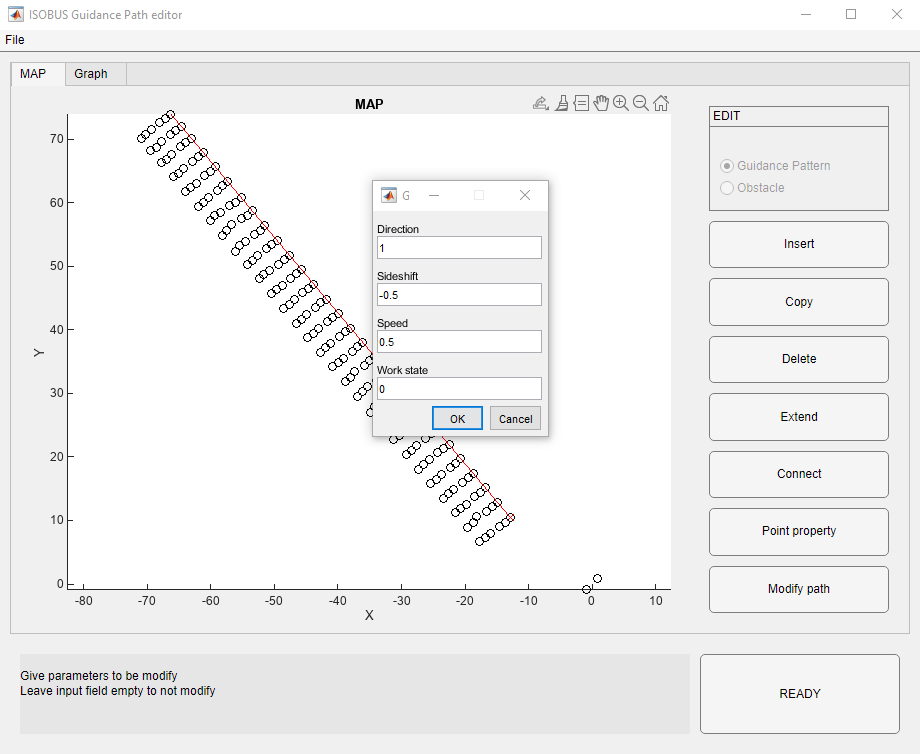 ISOBUS Guidance Path editor
File
MAP
Graph
MAP
EDIT
Guidance Pattern
Obstacle
Insert
Copy
Delete
Extend
Connect
Point property
Modify path
G
Direction
1
Sideshift
-0.5
Speed
0.5
Work state
0
OK
Cancel
Y
70
60
50
40
30
20
10
0
-80
-70
-60
-50
-40
-30
-20
-10
0
10
X
Give parameters to be modify
Leave input field empty to not modify
READY